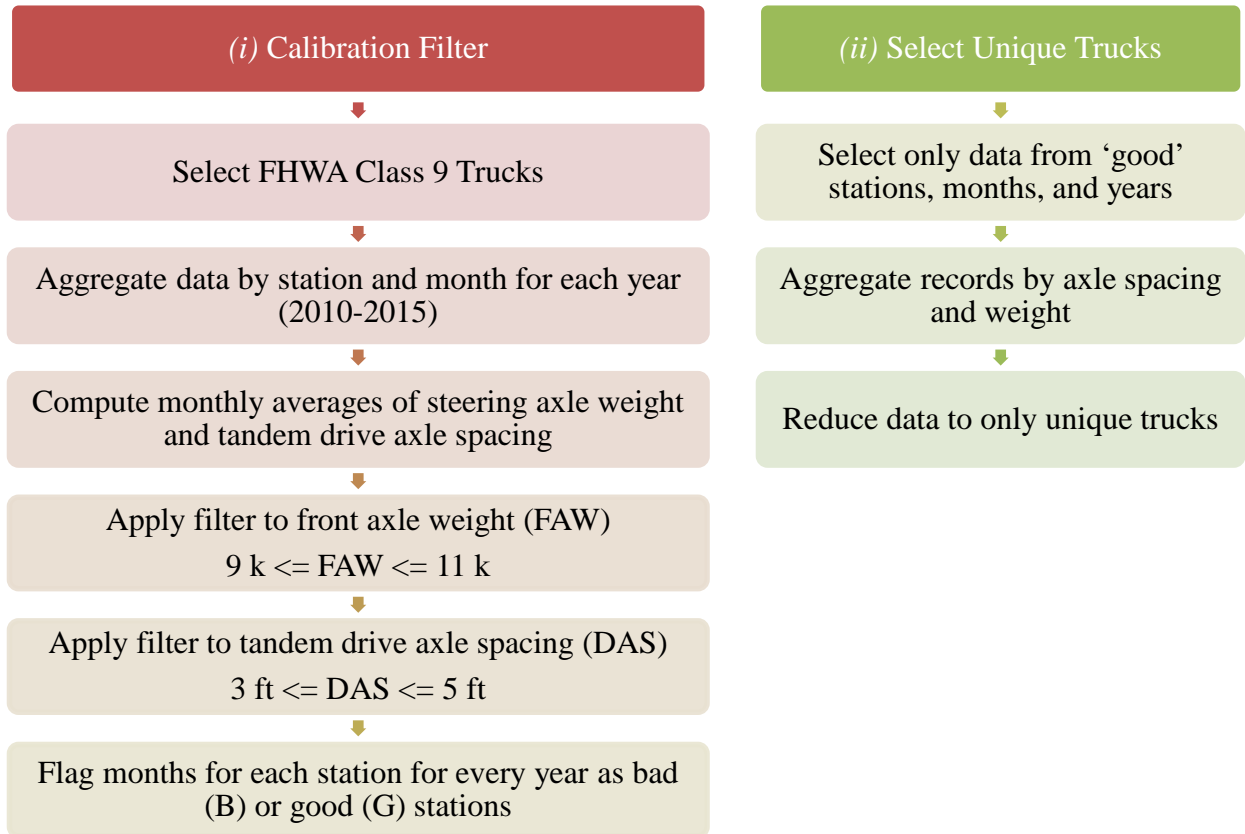 (i) Calibration Filter
Select FHWA Class 9 Trucks
Aggregate data by station and month for each year
(2010-2015)
Compute monthly averages of steering axle weight
and tandem drive axle spacing
Apply filter to front axle weight (FAW)
9 k <= FAW <= 11 k
Apply filter to tandem drive axle spacing (DAS)
3 ft <= DAS <= 5 ft
Flag months for each station for every year as bad
(B) or good (G) stations
(ii) Select Unique Trucks
Select only data from ‘good’
stations, months, and years
Aggregate records by axle spacing
and weight
Reduce data to only unique trucks